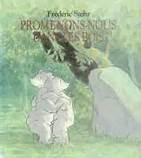 Frédéric Stehr
PROMENONS-NOUS
DANS LES BOIS